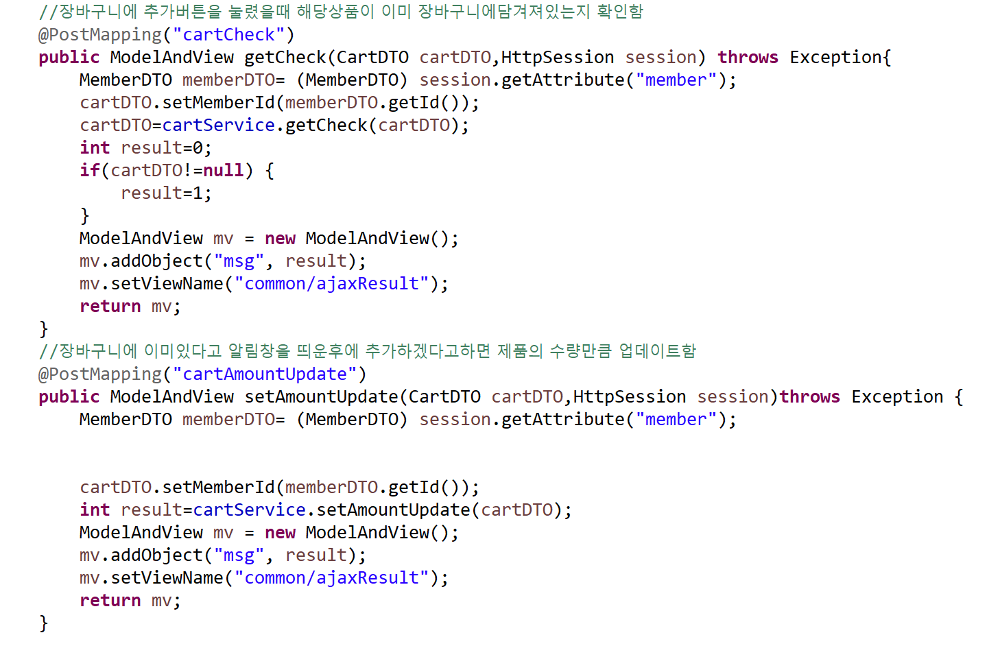 //장바구니에 추가버튼을 눌렸을때 해당상품이 이미 장바구니에담겨져있는지 확인함
@PostMapping("cartCheck")
public ModelAndView getCheck(CartDTO cartDTO,HttpSession session) throws Exception{
    MemberDTO memberDTO= (MemberDTO) session.getAttribute("member");
    cartDTO.setMemberId(memberDTO.getId());
    cartDTO=cartService.getCheck(cartDTO);
    int result=0;
    if(cartDTO!=null) {
        result=1;
    }
    ModelAndView mv = new ModelAndView();
    mv.addObject("msg", result);
    mv.setViewName("common/ajaxResult");
    return mv;
}
//장바구니에 이미있다고 알림창을 띄운후에 추가하겠다고하면 제품의 수량만큼 업데이트함
@PostMapping("cartAmountUpdate")
public ModelAndView setAmountUpdate(CartDTO cartDTO,HttpSession session)throws Exception {
    MemberDTO memberDTO= (MemberDTO) session.getAttribute("member");
    cartDTO.setMemberId(memberDTO.getId());
    int result=cartService.setAmountUpdate(cartDTO);
    ModelAndView mv = new ModelAndView();
    mv.addObject("msg", result);
    mv.setViewName("common/ajaxResult");
    return mv;
}